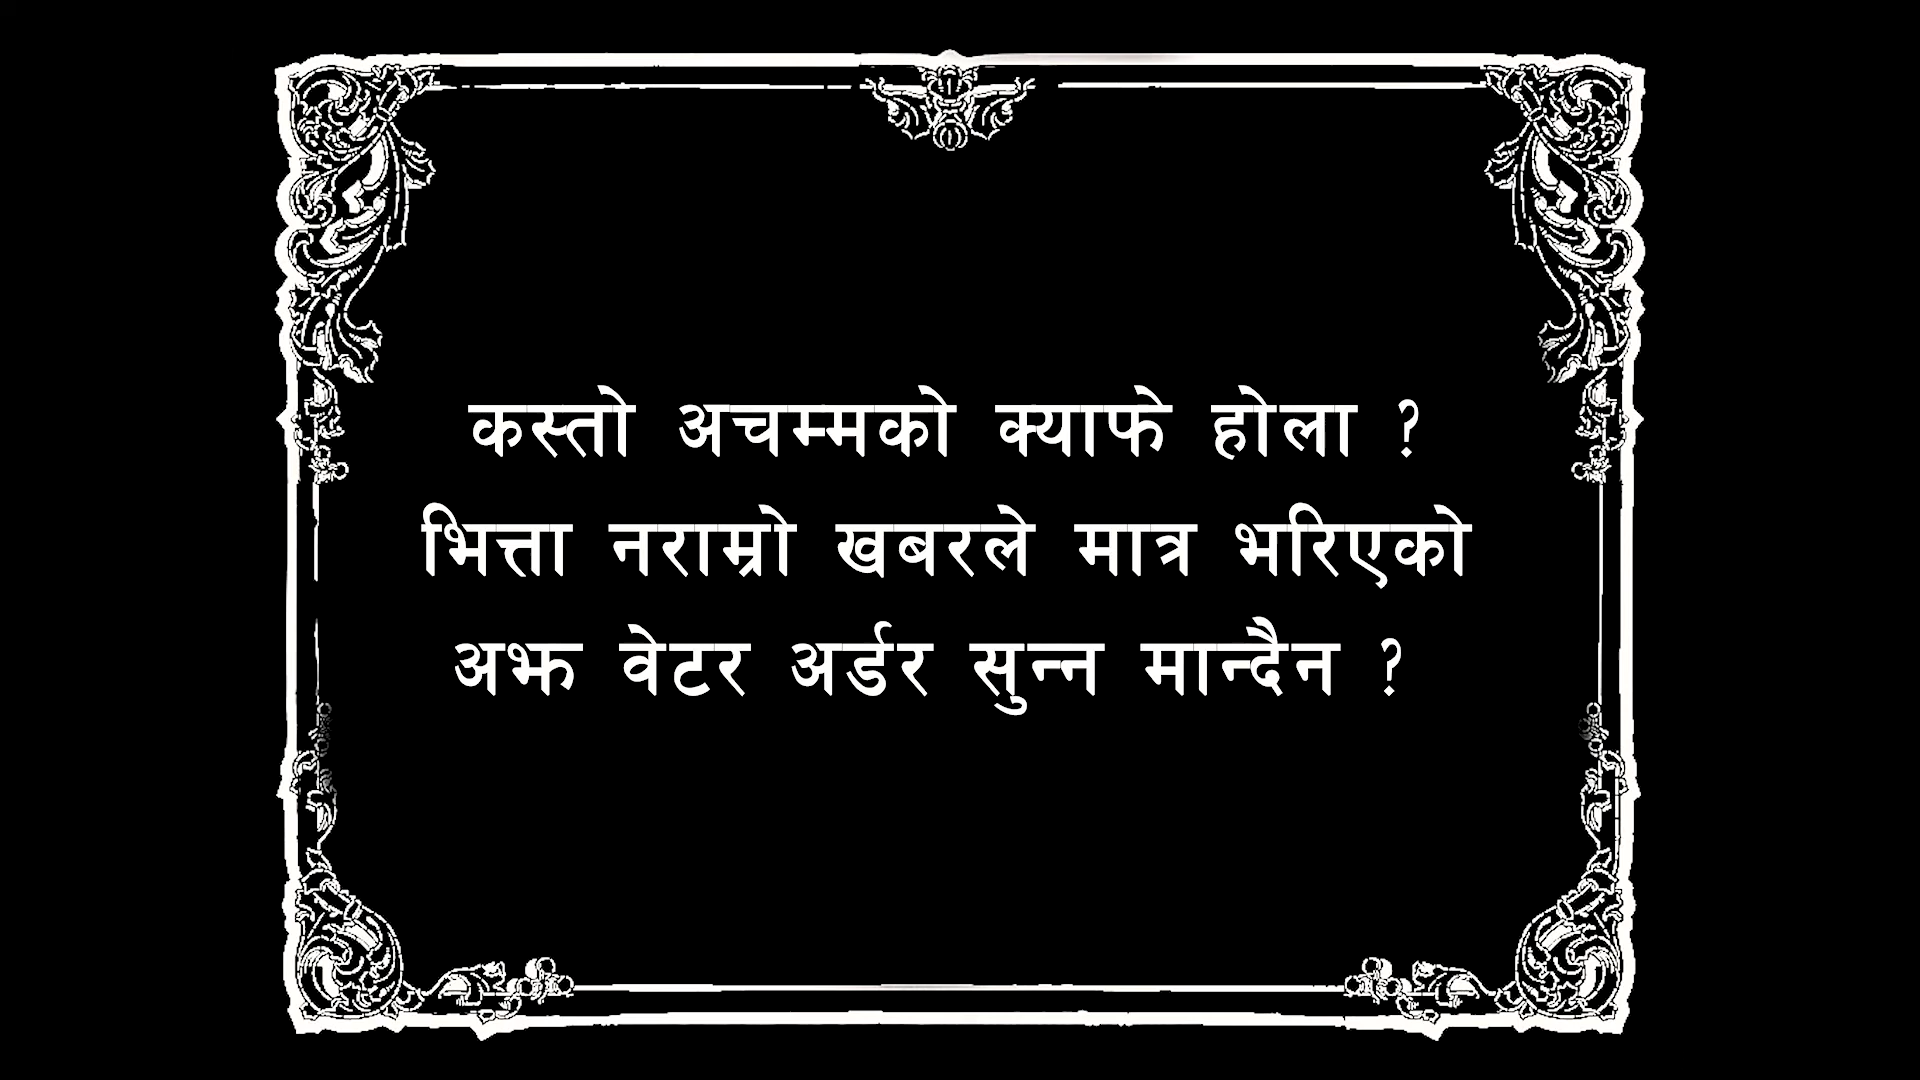 कस्तो अचम्मको क्याफे होला ?
भित्ता नराम्रो खबरले मात्र भरिएको
अझ वेटर अर्डर सुन्न मान्दैन ?